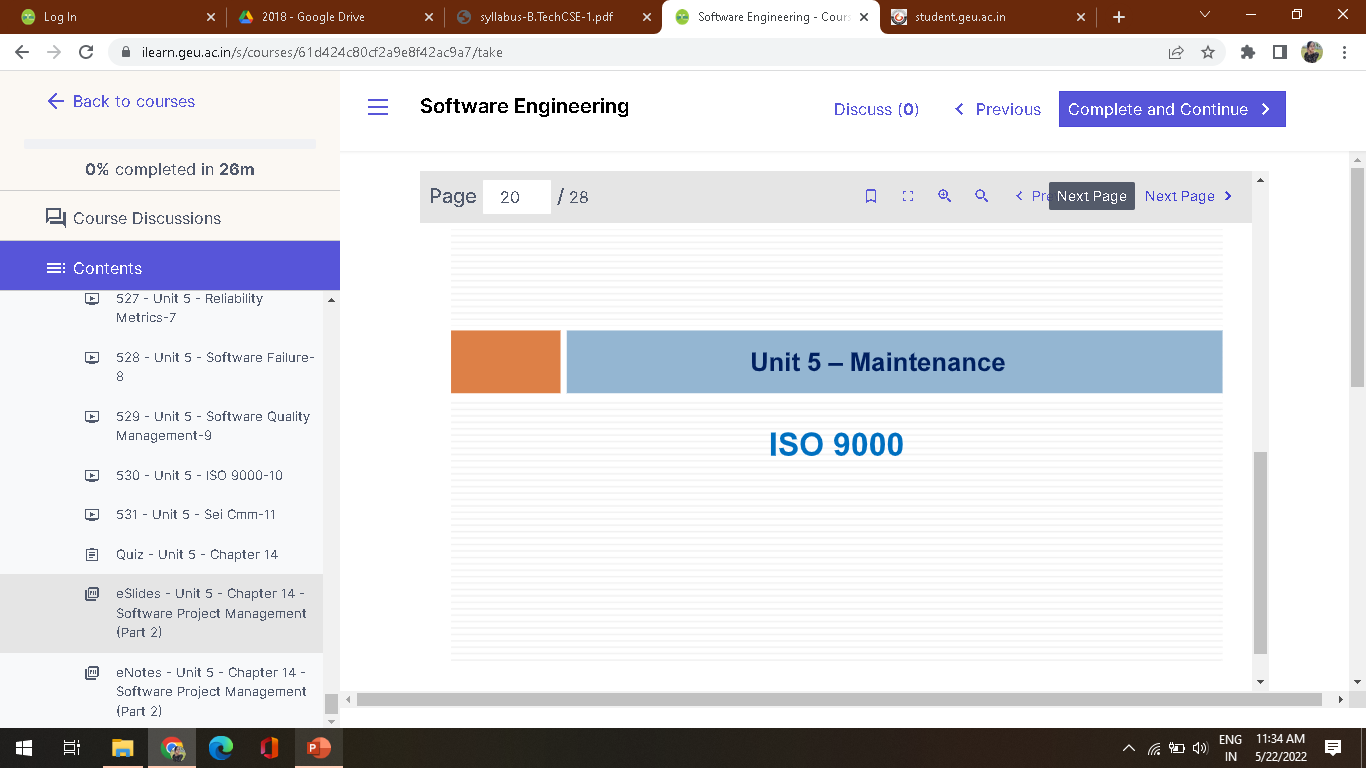 Log In
2018 - Google Drive
syllabus-B.TechCSE-1.pdf
Software Engineering - Cour
student.geu.ac.in
ilearn.geu.ac.in/s/courses/61d424c80cf2a9e8f42ac9a7/take
Back to courses
0% completed in 26m
Course Discussions
Contents
527 - Unit 5 - Reliability
Metrics-7
528 - Unit 5 - Software Failure-
8
529 - Unit 5 - Software Quality
Management-9
530 - Unit 5 - ISO 9000-10
531 - Unit 5 - Sei Cmm-11
Quiz - Unit 5 - Chapter 14
eSlides - Unit 5 - Chapter 14 -
Software Project Management
(Part 2)
eNotes - Unit 5 - Chapter 14 -
Software Project Management
(Part 2)
Software Engineering
Discuss (0)
Previous
Complete and Continue
Page 20 / 28
Pre
Next Page
Next Page
Unit 5 – Maintenance
ISO 9000
ENG
IN
11:34 AM
5/22/2022